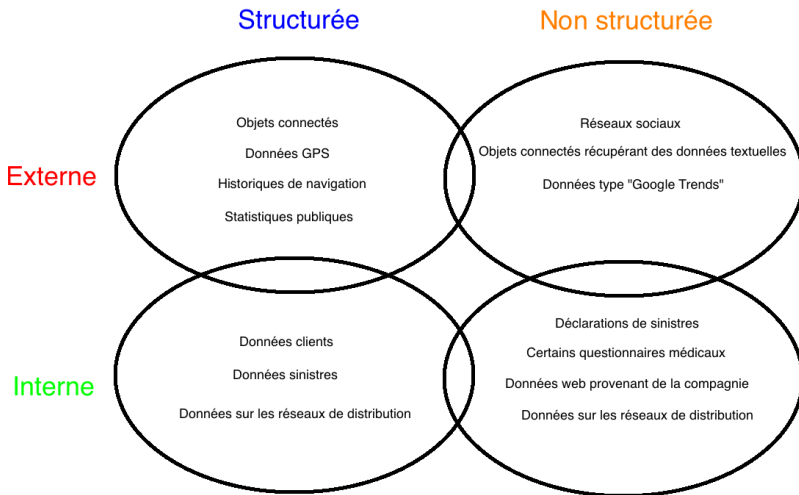 Structurée
Non structurée
Externe
Objets connectés
Données GPS
Historiques de navigation
Statistiques publiques
Réseaux sociaux
Objets connectés récupérant des données textuelles
Données type "Google Trends"
Interne
Données clients
Données sinistres
Données sur les réseaux de distribution
Déclarations de sinistres
Certains questionnaires médicaux
Données web provenant de la compagnie
Données sur les réseaux de distribution